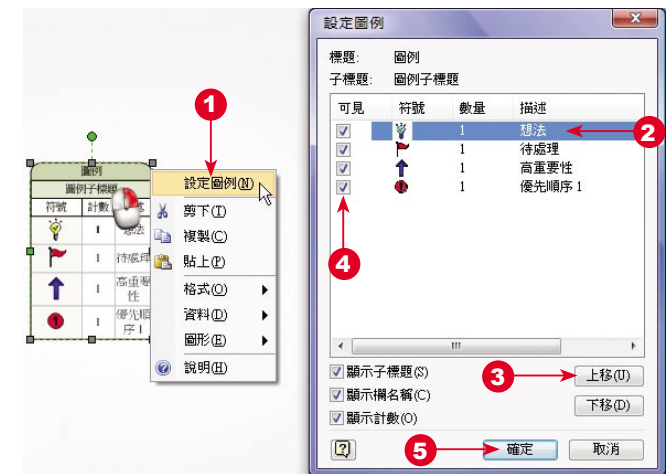 圖例
圖例子標題
符號 計數
1 想法
1 待處理
1 高重要性
1 優先順序 1
1
設定圖例(N)
剪下(T)
複製(C)
貼上(P)
格式(O)
資料(D)
圖形(E)
說明(H)
設定圖例
標題: 圖例
子標題: 圖例子標題
可見 符號 數量 描述
1 想法
2
1 待處理
1 高重要性
1 優先順序 1
4
顯示子標題(S)
3
上移(U)
顯示欄名稱(C)
下移(D)
顯示計數(O)
5
確定
取消